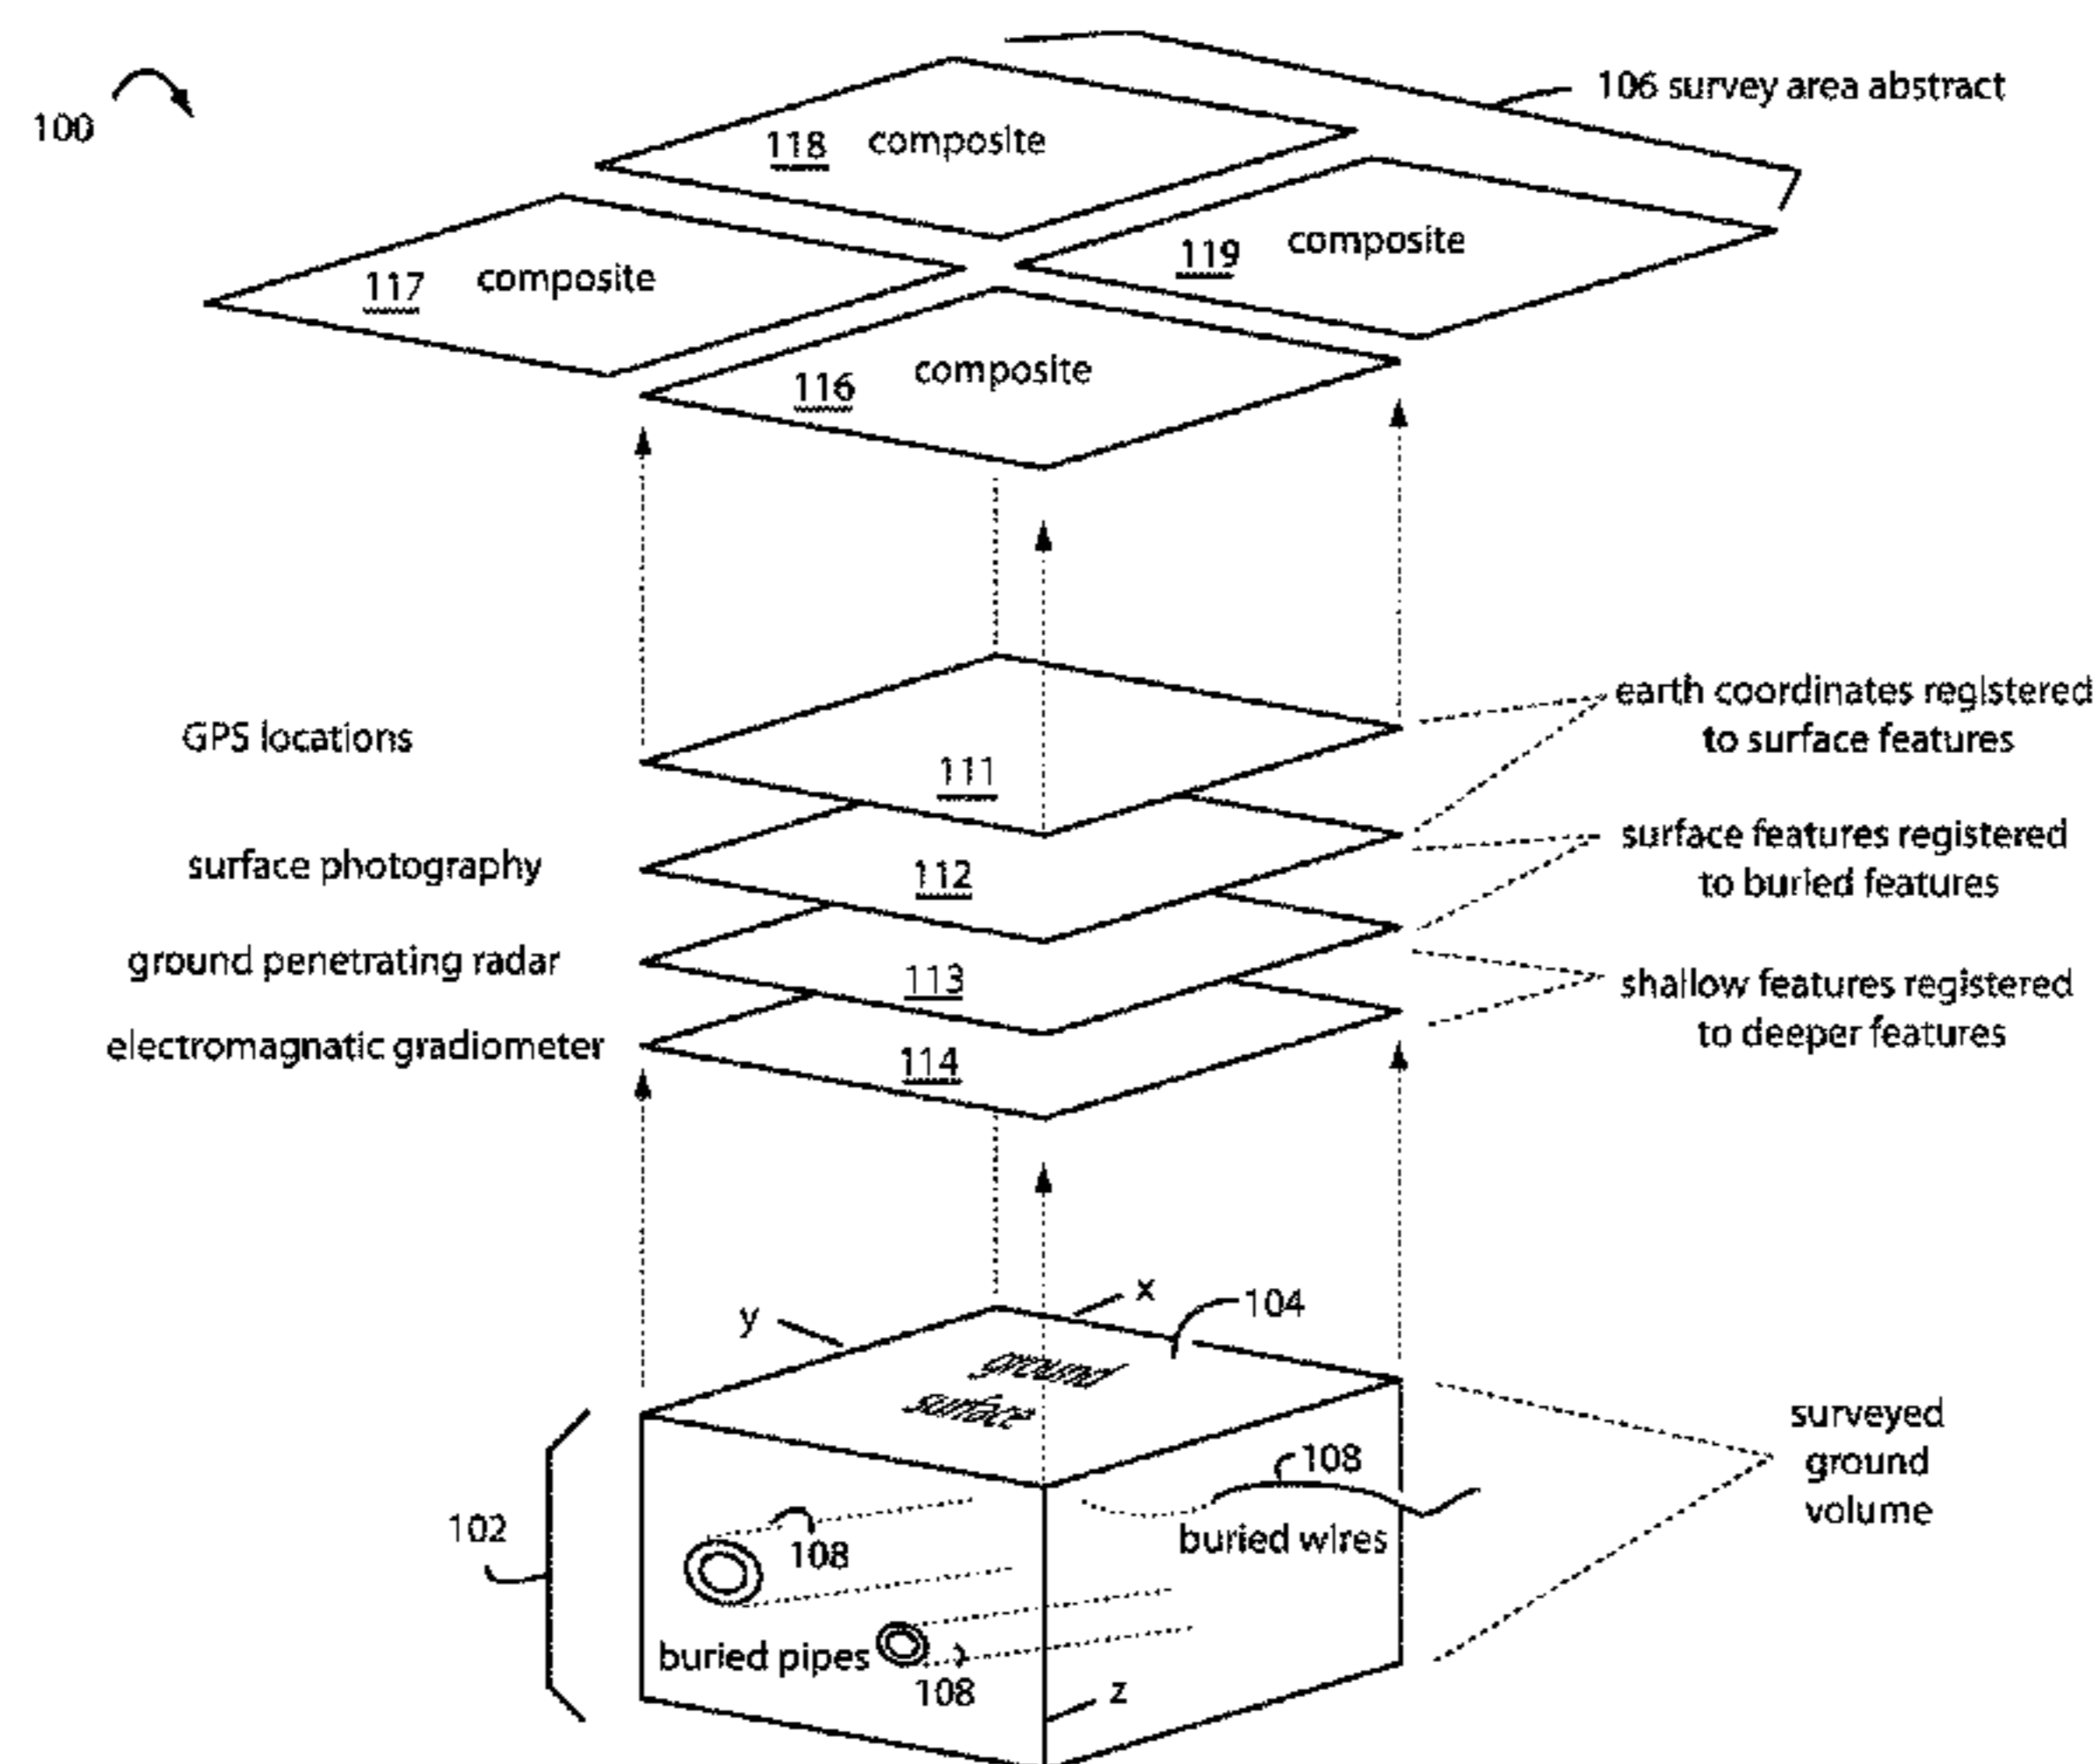 100
106 survey area abstract
118 composite
119 composite
117 composite
116 composite
GPS locations
111
earth coordinates registered
to surface features
surface photography
112
surface features registered
to buried features
ground penetrating radar
113
shallow features registered
to deeper features
electromagnatic gradiometer
114
y
x
104
ground
surface
surveyed
ground
volume
102
108
108
buried wires
buried pipes
108
z